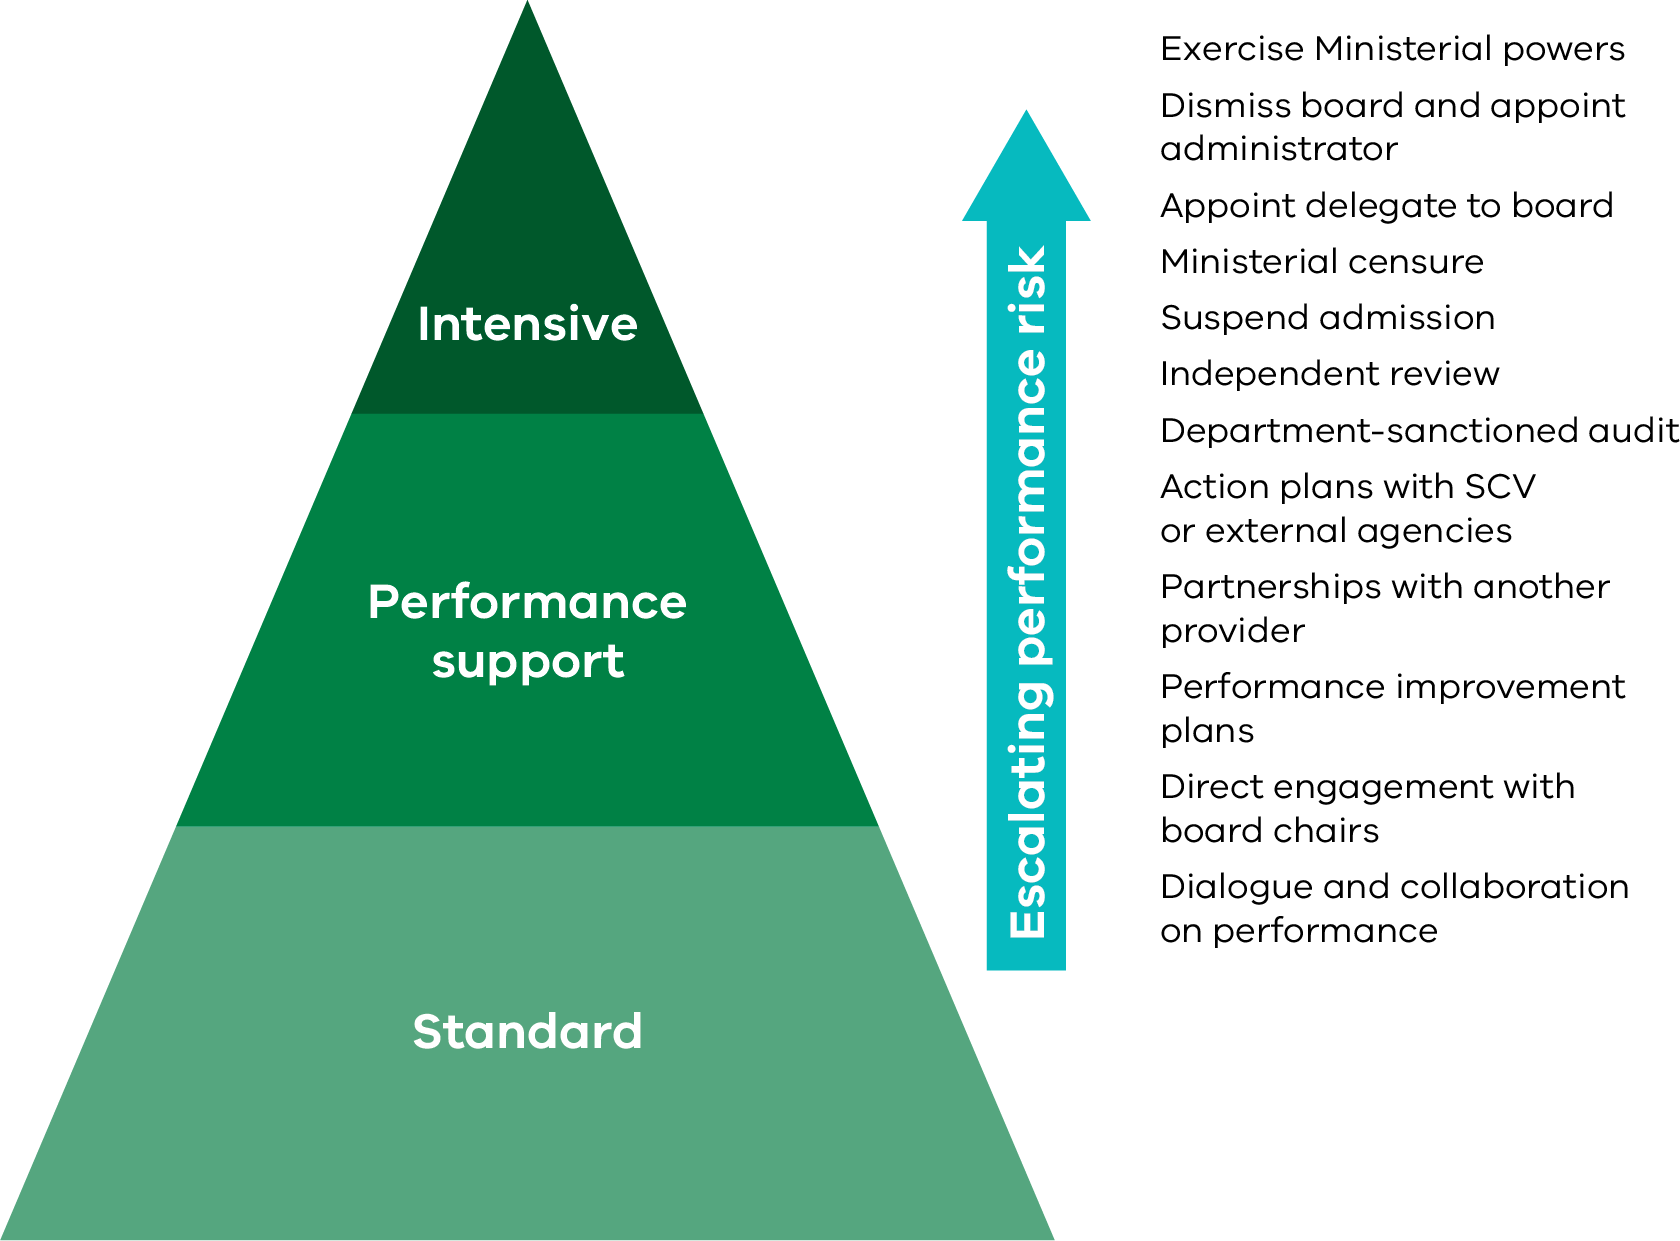 Intensive
Performance
support
Standard
Escalating performance risk
Exercise Ministerial powers
Dismiss board and appoint
administrator
Appoint delegate to board
Ministerial censure
Suspend admission
Independent review
Department-sanctioned audit
Action plans with SCV
or external agencies
Partnerships with another
provider
Performance improvement
plans
Direct engagement with
board chairs
Dialogue and collaboration
on performance